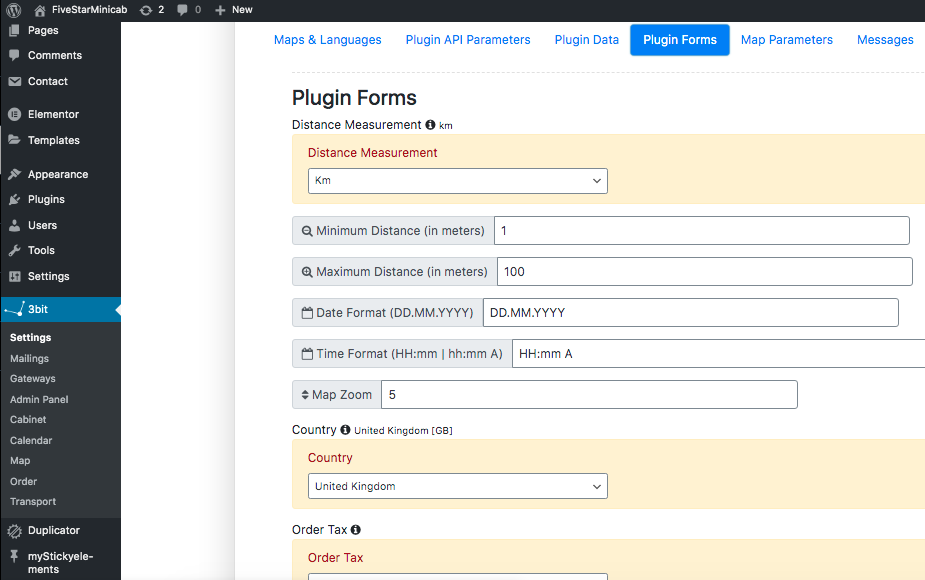 FiveStarMinicab 2 0 New
Pages
Comments
Contact
Elementor
Templates
Appearance
Plugins
Users
Tools
Settings
3bit
Settings
Mailings
Gateways
Admin Panel
Cabinet
Calendar
Map
Order
Transport
Duplicator
myStickyele-
ments
Maps & Languages Plugin API Parameters Plugin Data Plugin Forms Map Parameters Messages
Plugin Forms
Distance Measurement km
Distance Measurement
Km
Minimum Distance (in meters) 1
Maximum Distance (in meters) 100
Date Format (DD.MM.YYYY) DD.MM.YYYY
Time Format (HH:mm | hh:mm A) HH:mm A
Map Zoom 5
Country United Kingdom [GB]
Country
United Kingdom
Order Tax
Order Tax